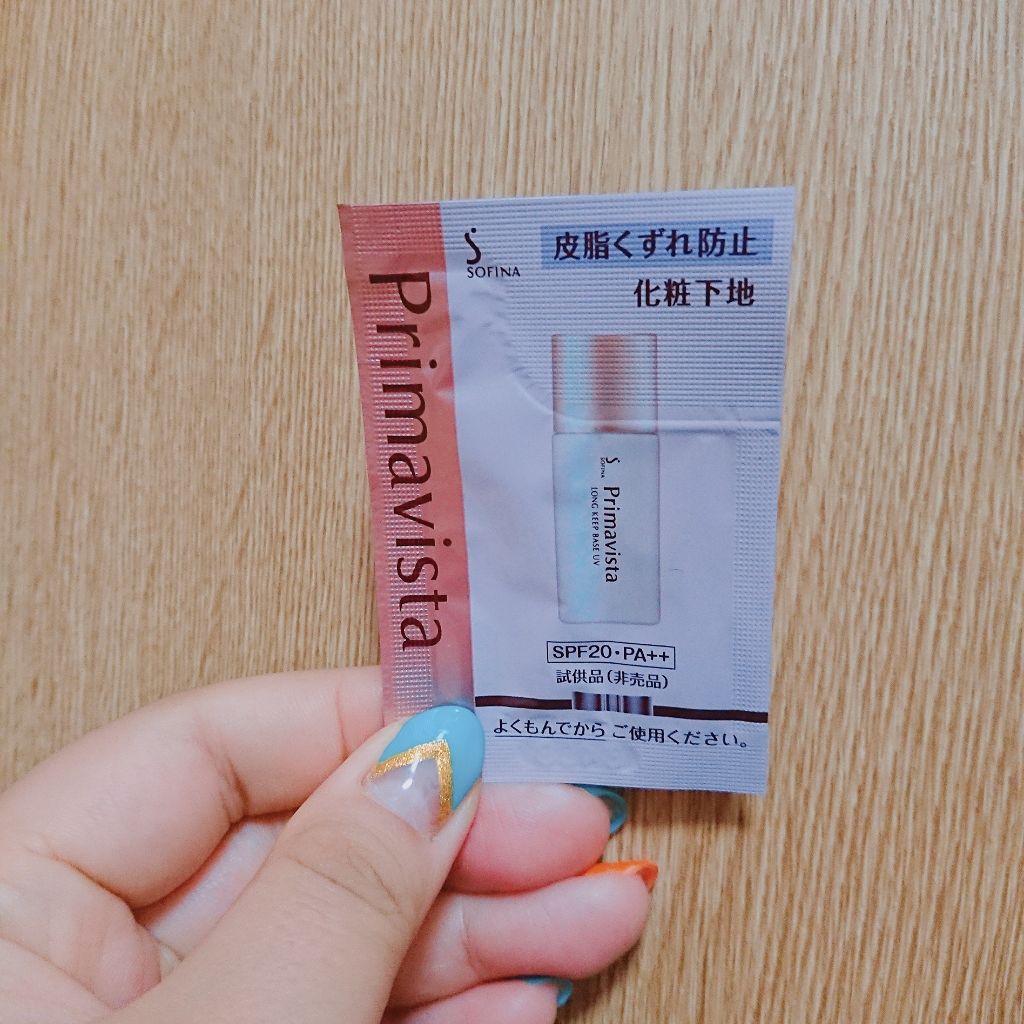 Primavista
SOFINA
皮脂くずれ防止
化粧下地
SOFINA
Primavista
LONG KEEP BASE UV
SPF20・PA++
試供品(非売品)
よくもんでから ご使用ください。